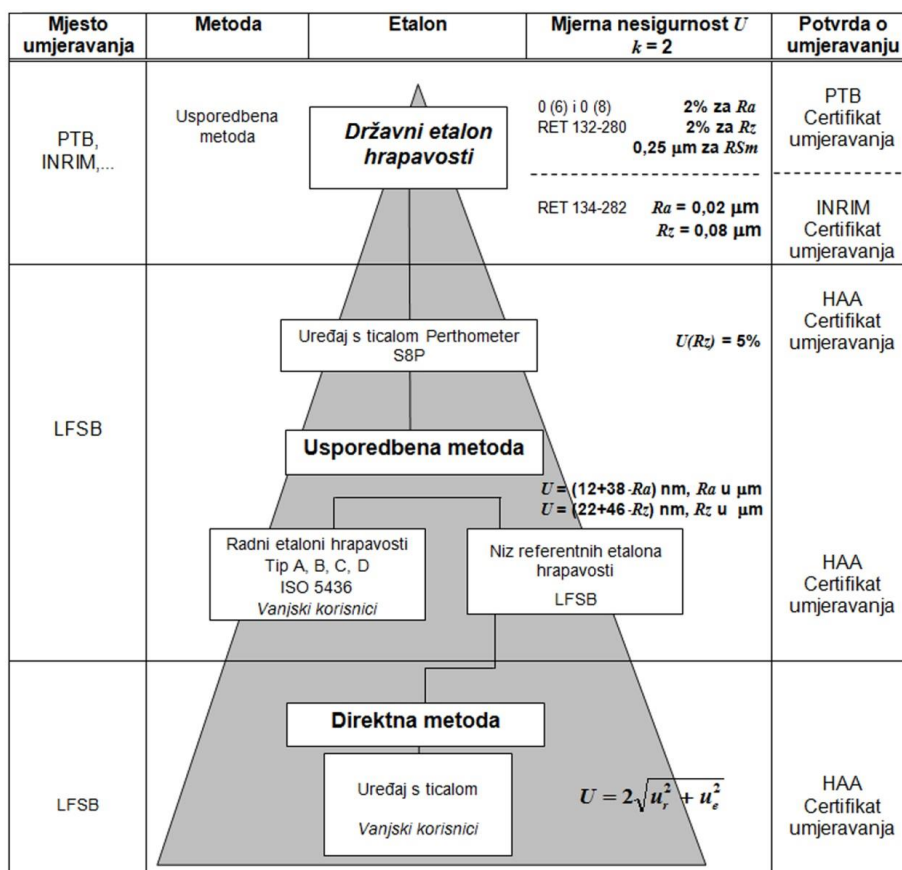 Mjesto
umjeravanja
Metoda
Etalon
Mjerna nesigurnost U
k = 2
Potvrda o
umjeravanju
PTB,
INRIM,...
Usporedbena
metoda
Državni etalon
hrapavosti
0 (6) i 0 (8) 2% za Ra
RET 132-280 2% za Rz
0,25 µm za RSm
RET 134-282 Ra = 0,02 µm
Rz = 0,08 µm
PTB
Certifikat
umjeravanja
INRIM
Certifikat
umjeravanja
LFSB
Uređaj s ticalom Perthometer
S8P
U(Rz) = 5%
HAA
Certifikat
umjeravanja
Usporedbena metoda
U = (12+38·Ra) nm, Ra u µm
U = (22+46·Rz) nm, Rz u µm
Radni etaloni hrapavosti
Tip A, B, C, D
ISO 5436
Vanjski korisnici
Niz referentnih etalona
hrapavosti
LFSB
HAA
Certifikat
umjeravanja
LFSB
Direktna metoda
Uređaj s ticalom
Vanjski korisnici
U = 2√(u_r^2 + u_e^2)
HAA
Certifikat
umjeravanja